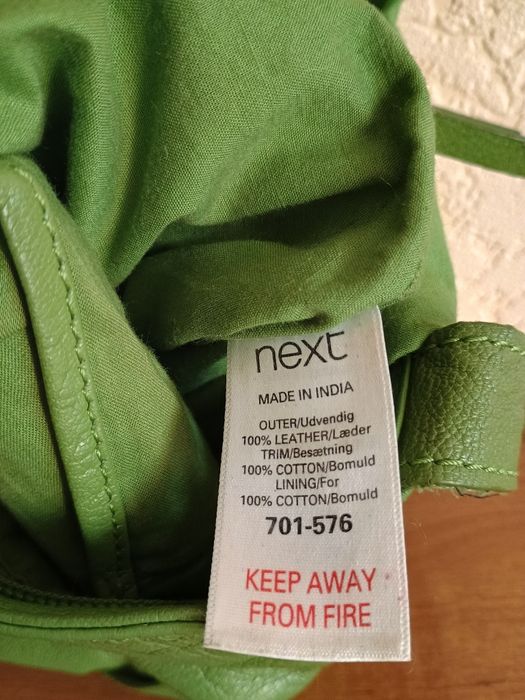 next
MADE IN INDIA
OUTER/Udvendig
100% LEATHER/Læder
TRIM/Besætning
100% COTTON/Bomuld
LINING/For
100% COTTON/Bomuld
701-576
KEEP AWAY
FROM FIRE